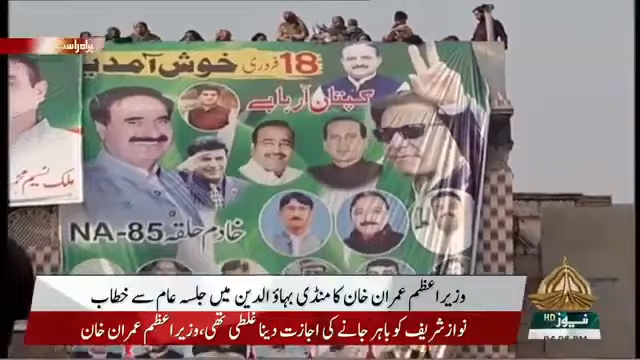 براہ راست
18 فروری خوش آمدید
کپتان آ رہا ہے
ملک نسیم محمد
خادم حلقہ NA-85
وزیراعظم عمران خان کا منڈی بہاؤالدین میں جلسہ عام سے خطاب
نواز شریف کو باہر جانے کی اجازت دینا غلطی تھی، وزیراعظم عمران خان
HD نیوز